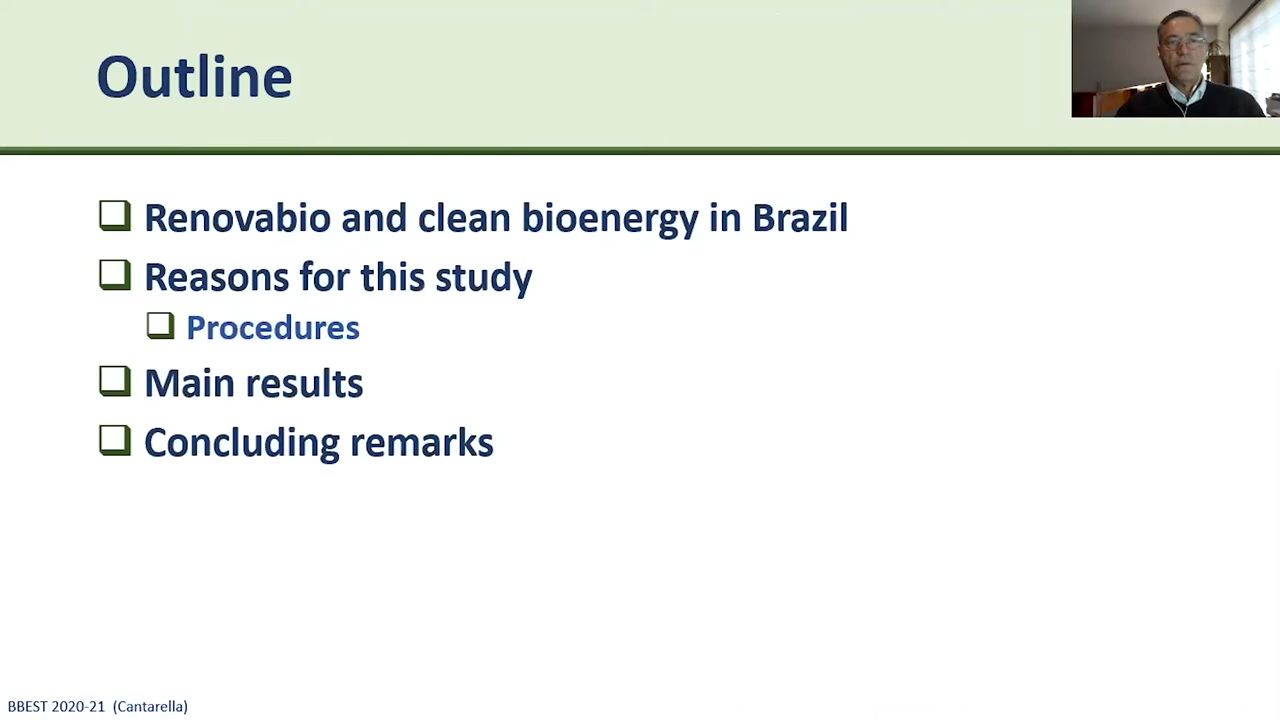 Outline
Renovabio and clean bioenergy in Brazil
Reasons for this study
Procedures
Main results
Concluding remarks
BBEST 2020-21 (Cantarella)